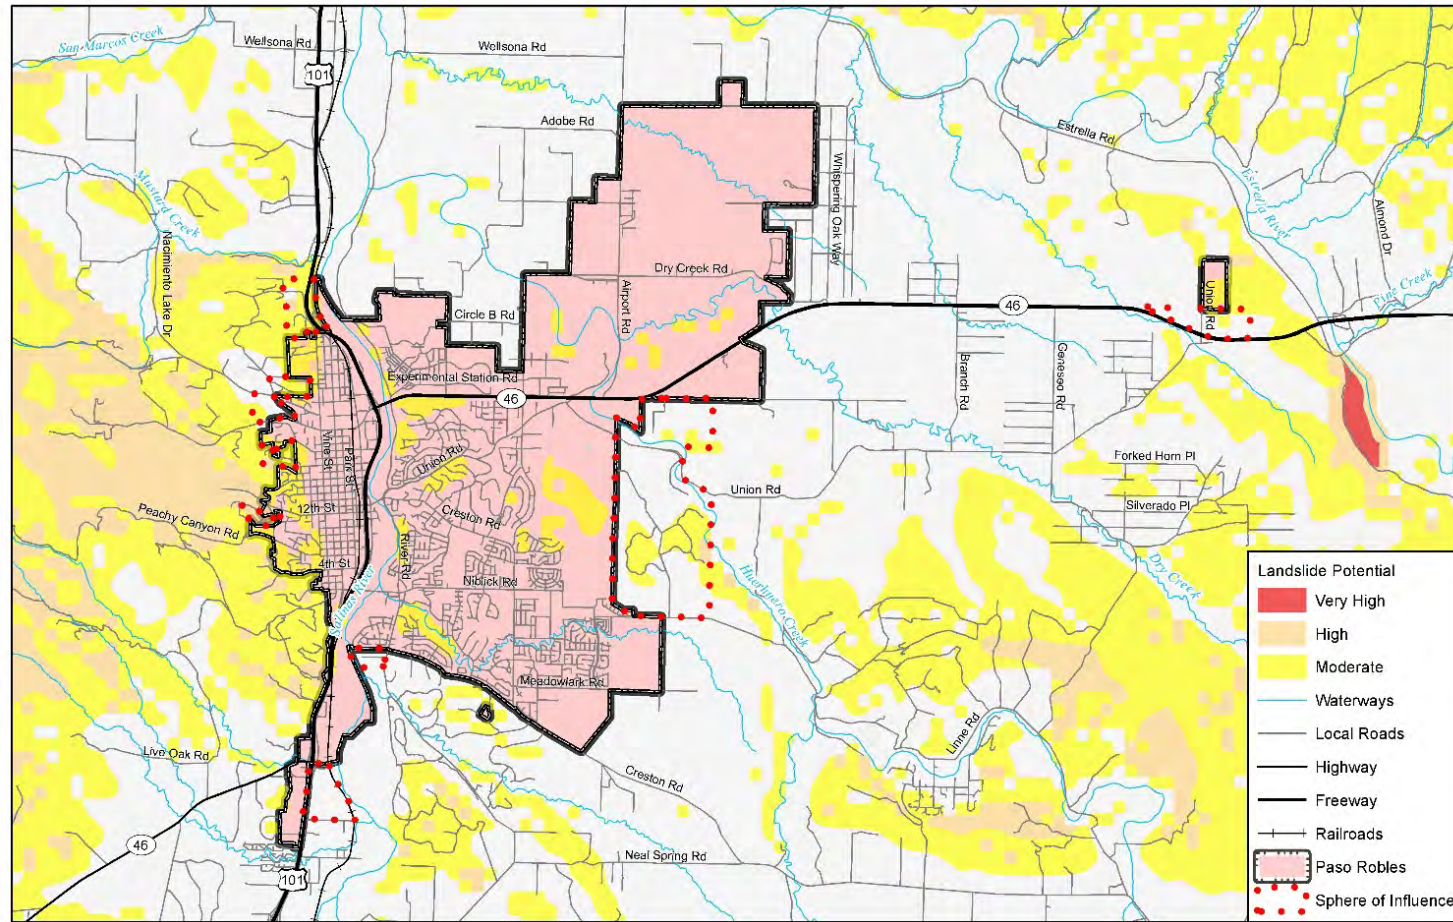 San Marcos Creek
Wellsona Rd
Wellsona Rd
101
Adobe Rd
Estrella Rd
Whispering Oak Way
Mustard Creek
Estrella River
Almond Dr
Nacimiento Lake Dr
Dry Creek Rd
Airport Rd
Union Rd
Pine Creek
46
Circle B Rd
Experimental Station Rd
46
Branch Rd
Geneseo Rd
Vine St
Park St
Union Rd
Forked Horn Pl
Union Rd
Silverado Pl
12th St
Creston Rd
Peachy Canyon Rd
River Rd
4th St
Niblick Rd
Huerhuero Creek
Dry Creek
Salinas River
Meadowlark Rd
Live Oak Rd
Linne Rd
Creston Rd
46
Neal Spring Rd
101
Landslide Potential
Very High
High
Moderate
Waterways
Local Roads
Highway
Freeway
Railroads
Paso Robles
Sphere of Influence